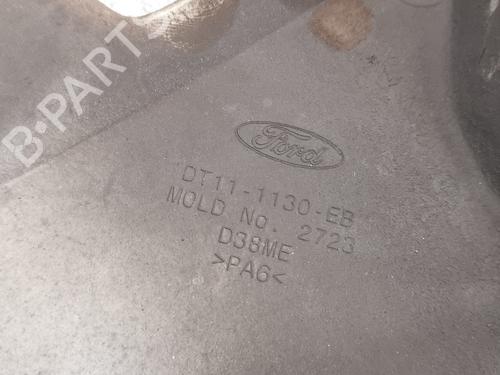 B-PARTS
Ford
DT11-1130-EB
MOLD No. 2723
D38ME
>PA6<